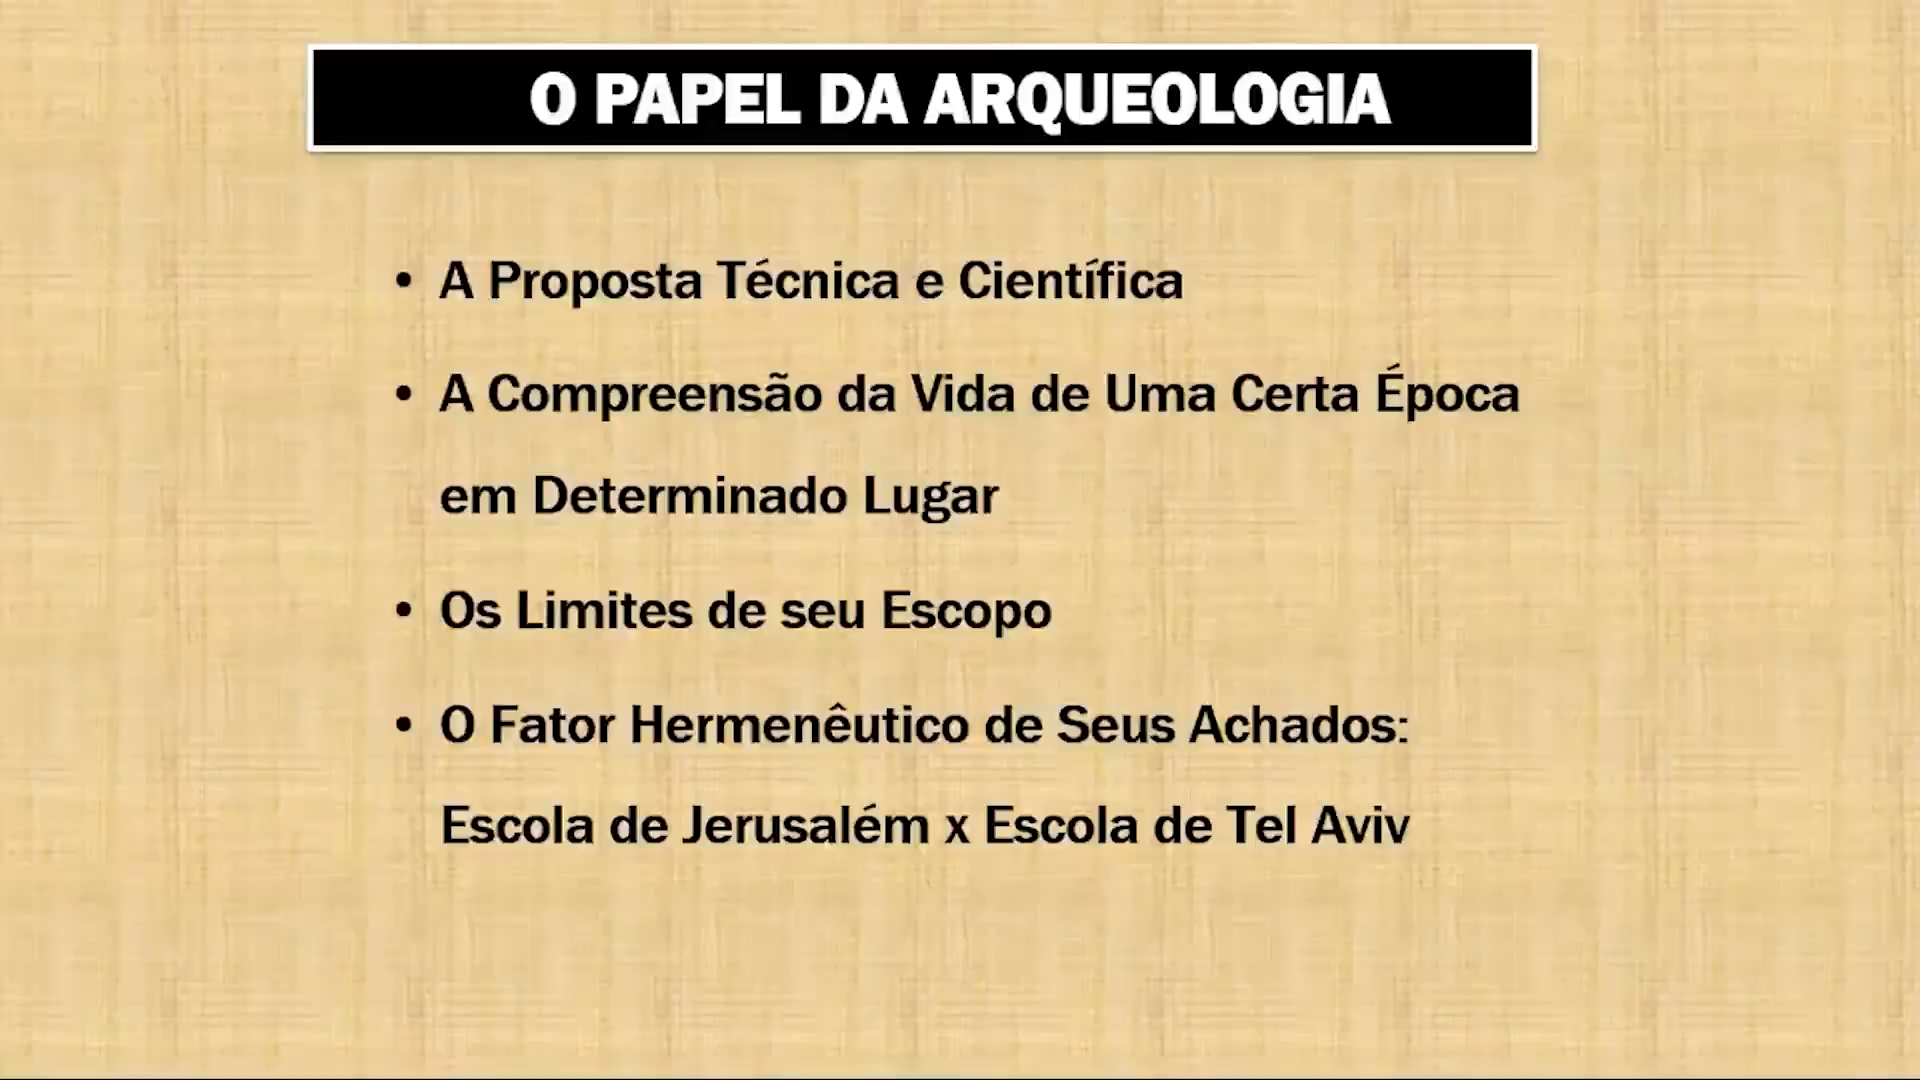 O PAPEL DA ARQUEOLOGIA
• A Proposta Técnica e Científica
• A Compreensão da Vida de Uma Certa Época
em Determinado Lugar
• Os Limites de seu Escopo
• O Fator Hermenêutico de Seus Achados:
Escola de Jerusalém x Escola de Tel Aviv